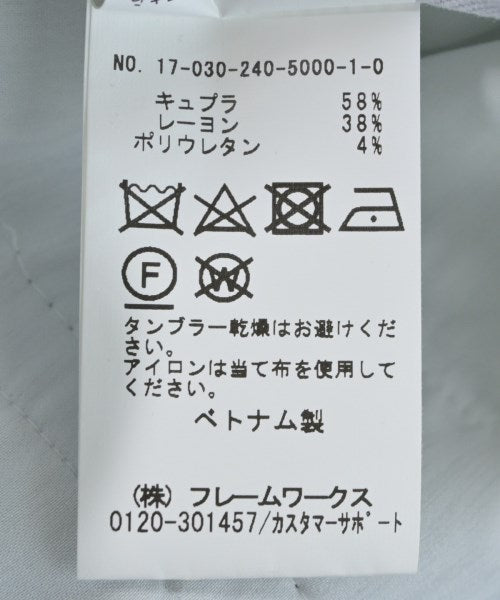 NO. 17-030-240-5000-1-0
キュプラ 58%
レーヨン 38%
ポリウレタン 4%
F W
タンブラー乾燥はお避けくだ
さい。
アイロンは当て布を使用して
ください。
ベトナム製
(株) フレームワークス
0120-301457/カスタマーサポート